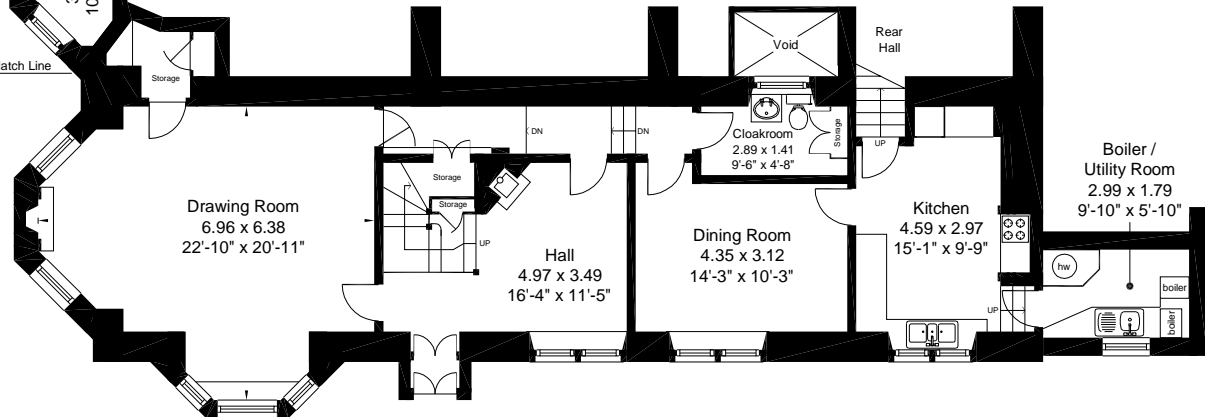 atch Line
Storage
Void
Rear
Hall
DN
DN
Cloakroom
2.89 x 1.41
9'-6" x 4'-8"
Storage
UP
Boiler /
Utility Room
2.99 x 1.79
9'-10" x 5'-10"
Storage
Storage
UP
Drawing Room
6.96 x 6.38
22'-10" x 20'-11"
Hall
4.97 x 3.49
16'-4" x 11'-5"
Dining Room
4.35 x 3.12
14'-3" x 10'-3"
Kitchen
4.59 x 2.97
15'-1" x 9'-9"
hw
boiler
boiler
UP